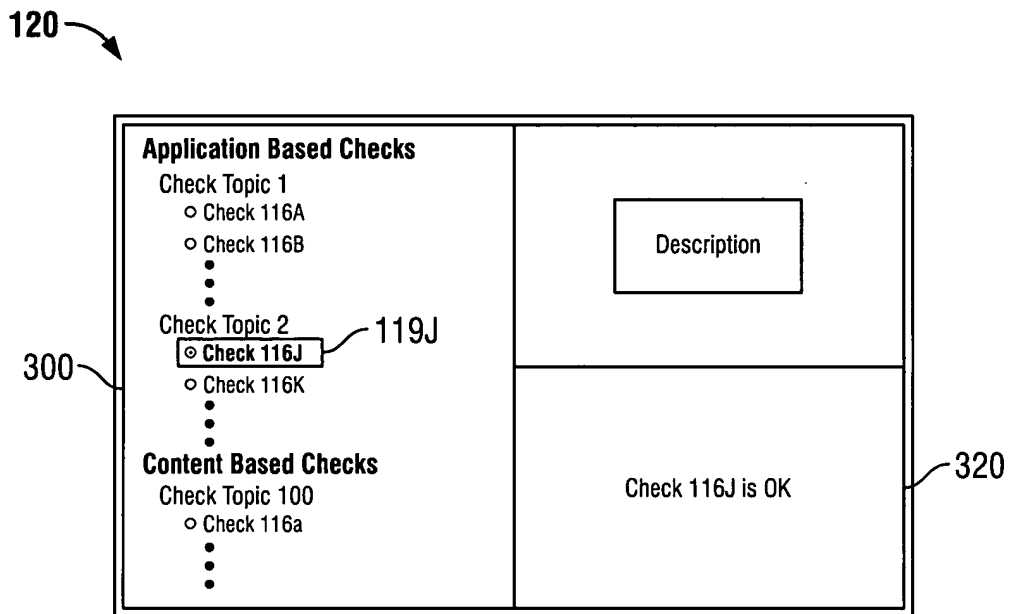 120
Application Based Checks
Check Topic 1
Check 116A
Check 116B
Check Topic 2
Check 116J
119J
Check 116K
300
Content Based Checks
Check Topic 100
Check 116a
Description
Check 116J is OK
320